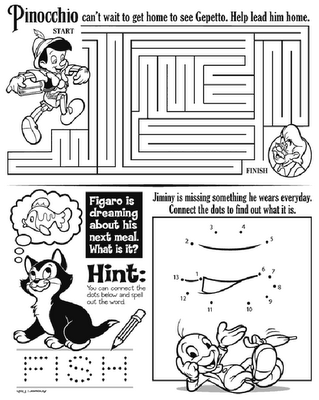 Pinocchio can't wait to get home to see Gepetto. Help lead him home.
START
FINISH
Figaro is
dreaming
about his
next meal.
What is it?
Hint:
You can connect the
dots below and spell
out the word.
FISH
Jiminy is missing something he wears everyday.
Connect the dots to find out what it is.
3 4
2 5
13 1 6 7
12 8
11 10 9